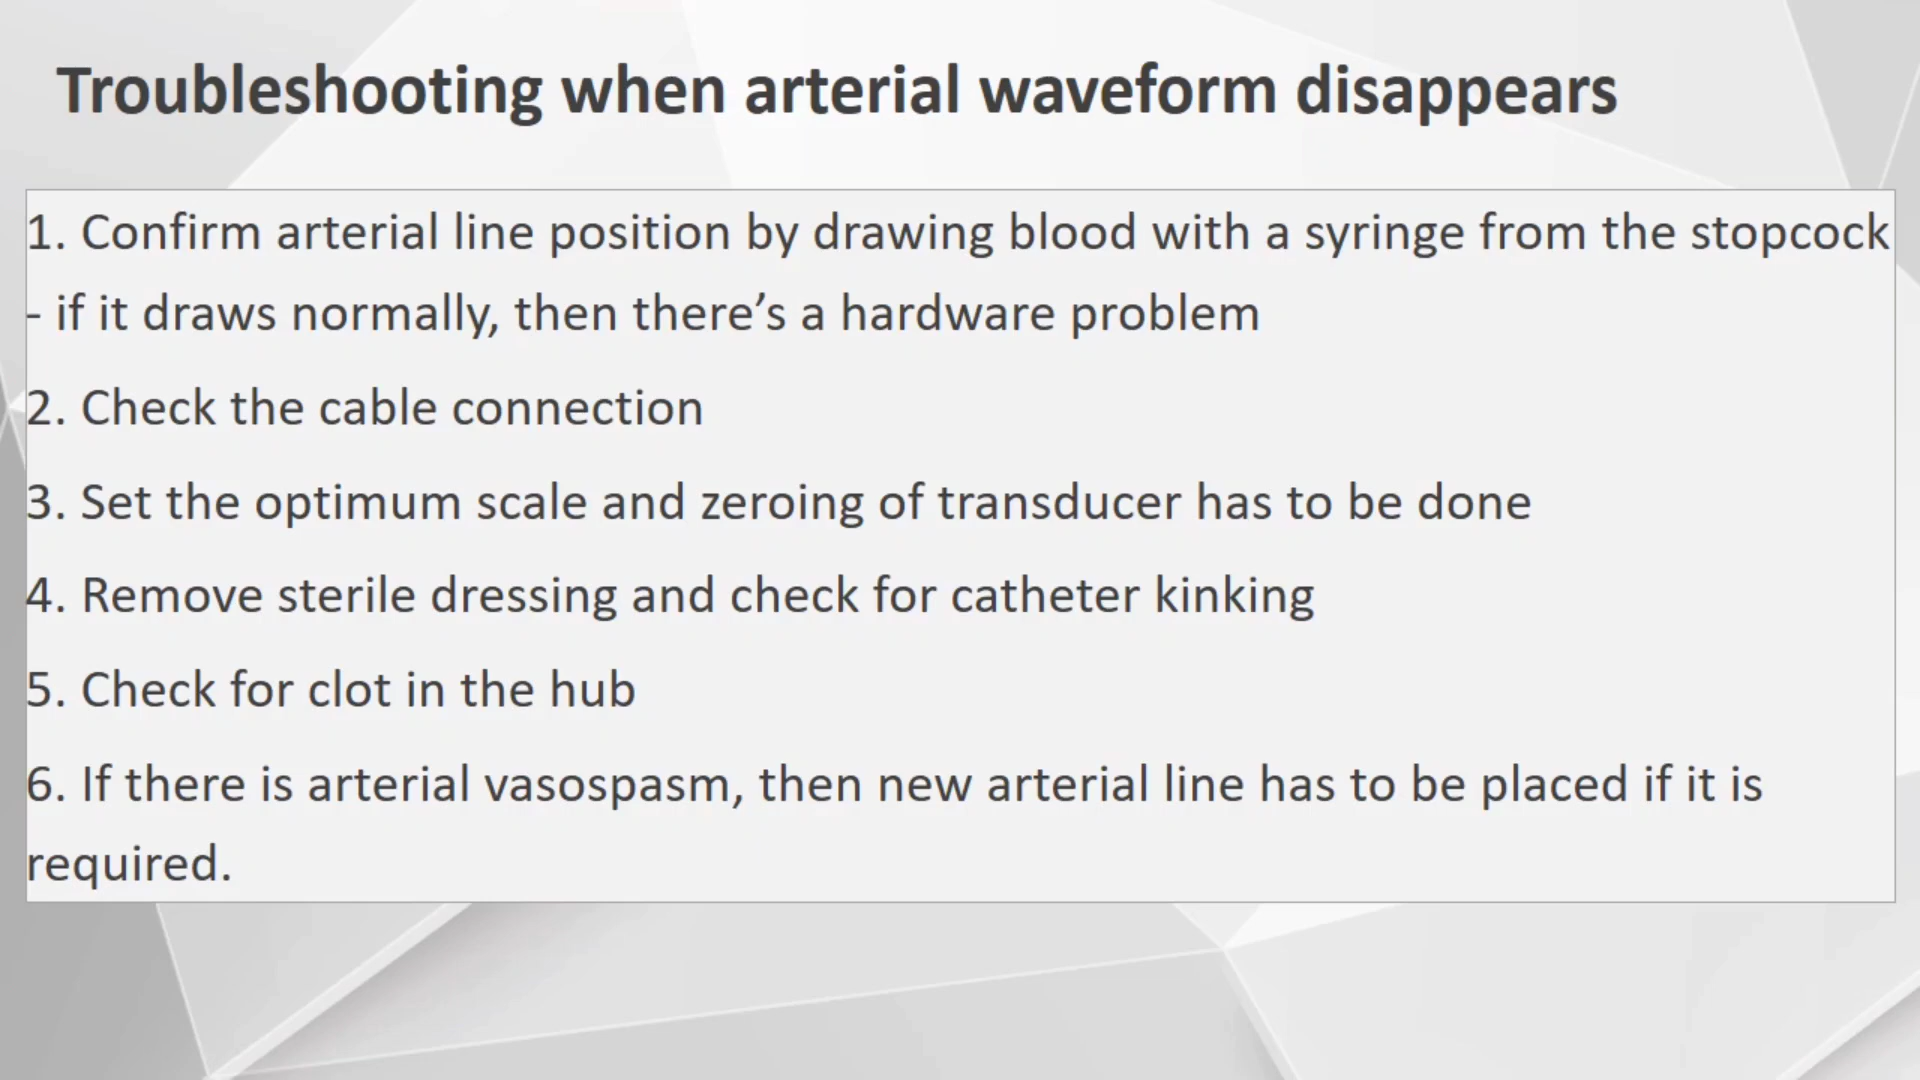 Troubleshooting when arterial waveform disappears
1. Confirm arterial line position by drawing blood with a syringe from the stopcock
- if it draws normally, then there’s a hardware problem
2. Check the cable connection
3. Set the optimum scale and zeroing of transducer has to be done
4. Remove sterile dressing and check for catheter kinking
5. Check for clot in the hub
6. If there is arterial vasospasm, then new arterial line has to be placed if it is
required.